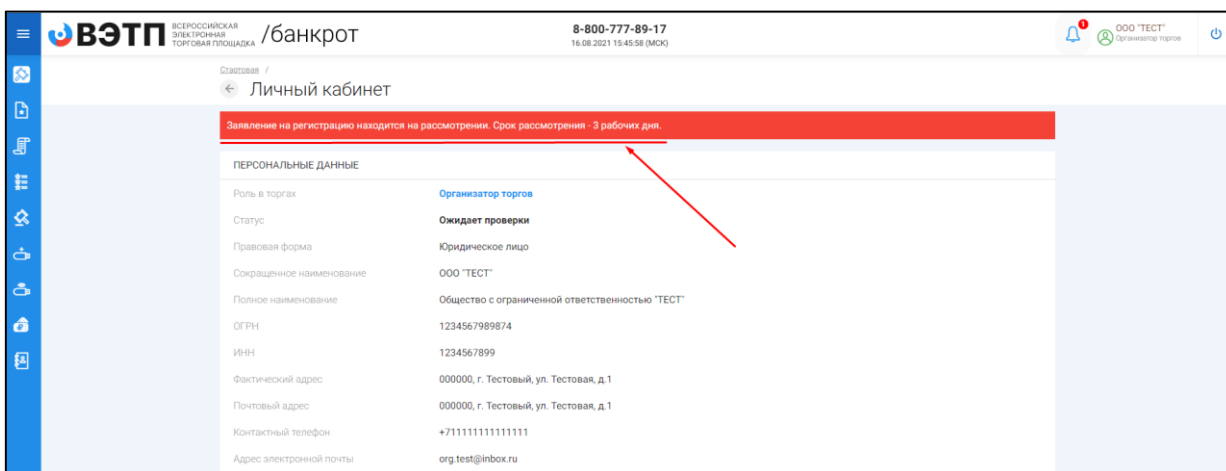 ВЭТП ВСЕРОССИЙСКАЯ ЭЛЕКТРОННАЯ ТОРГОВАЯ ПЛОЩАДКА /банкрот
8-800-777-89-17
16.08.2021 15:45:58 (МСК)
1
ООО "ТЕСТ"
Организатор торгов
Стартовая /
Личный кабинет
Заявление на регистрацию находится на рассмотрении. Срок рассмотрения - 3 рабочих дня.
ПЕРСОНАЛЬНЫЕ ДАННЫЕ
Роль в торгах Организатор торгов
Статус Ожидает проверки
Правовая форма Юридическое лицо
Сокращенное наименование ООО "ТЕСТ"
Полное наименование Общество с ограниченной ответственностью "ТЕСТ"
ОГРН 1234567989874
ИНН 1234567899
Фактический адрес 000000, г. Тестовый, ул. Тестовая, д.1
Почтовый адрес 000000, г. Тестовый, ул. Тестовая, д.1
Контактный телефон +711111111111111
Адрес электронной почты org.test@inbox.ru